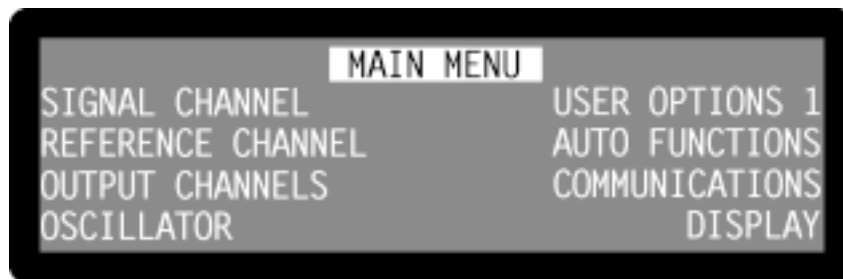 MAIN MENU
SIGNAL CHANNEL USER OPTIONS 1
REFERENCE CHANNEL AUTO FUNCTIONS
OUTPUT CHANNELS COMMUNICATIONS
OSCILLATOR DISPLAY